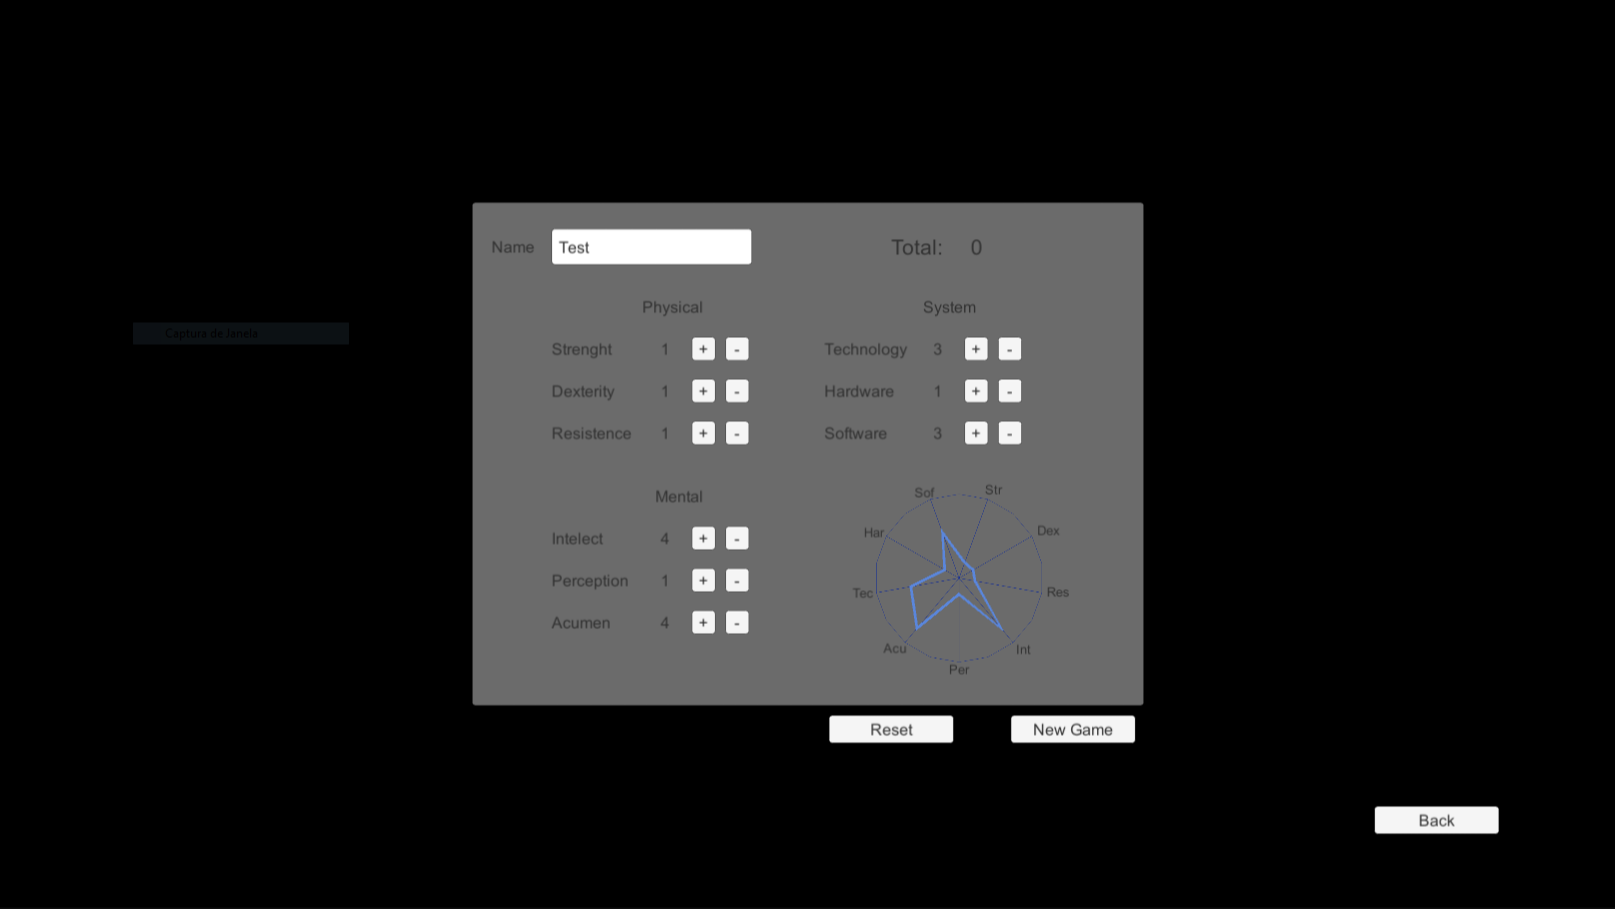 Name Test Total: 0
Physical System
Strenght 1 + - Technology 3 + -
Dexterity 1 + - Hardware 1 + -
Resistence 1 + - Software 3 + -
Mental
Intelect 4 + -
Perception 1 + -
Acumen 4 + -
Sof Str
Har Dex
Tec Res
Acu Int
Per
Captura de Janela
Reset New Game
Back